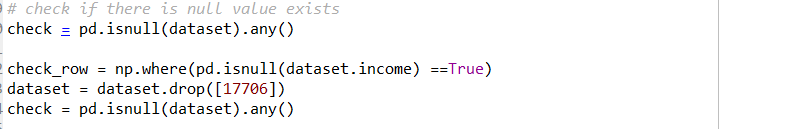 # check if there is null value exists
check = pd.isnull(dataset).any()
check_row = np.where(pd.isnull(dataset.income) ==True)
dataset = dataset.drop([17706])
check = pd.isnull(dataset).any()